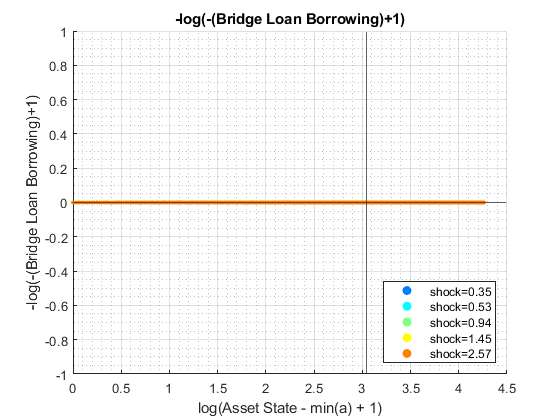 -log(-(Bridge Loan Borrowing)+1)
1
0.8
0.6
0.4
0.2
0
-0.2
-0.4
-0.6
-0.8
-1
-log(-(Bridge Loan Borrowing)+1)
shock=0.35
shock=0.53
shock=0.94
shock=1.45
shock=2.57
0 0.5 1 1.5 2 2.5 3 3.5 4 4.5
log(Asset State - min(a) + 1)